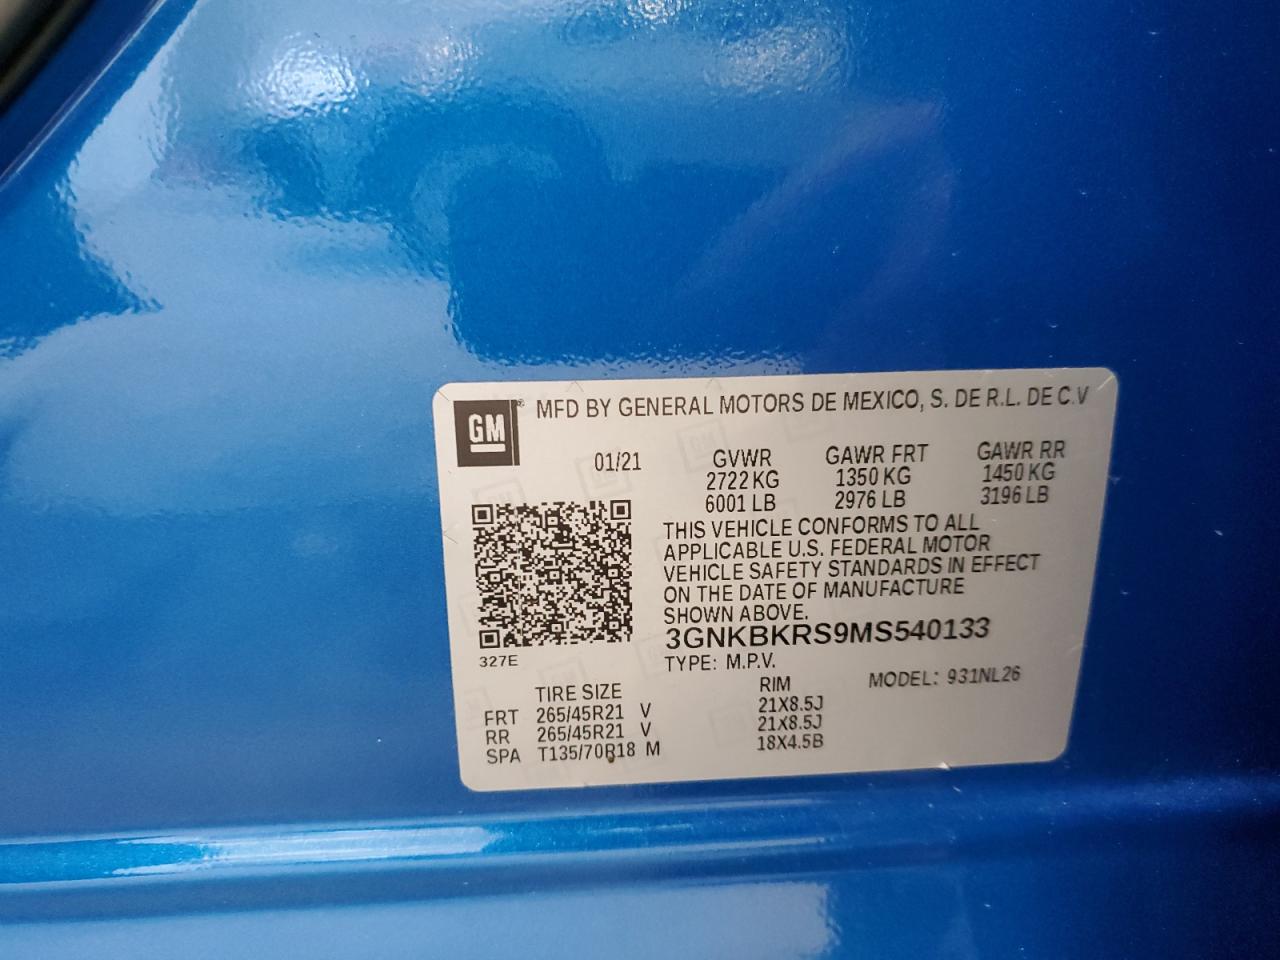 GM ® MFD BY GENERAL MOTORS DE MEXICO, S. DE R.L. DE C.V
01/21 GVWR GAWR FRT GAWR RR
2722 KG 1350 KG 1450 KG
6001 LB 2976 LB 3196 LB
THIS VEHICLE CONFORMS TO ALL
APPLICABLE U.S. FEDERAL MOTOR
VEHICLE SAFETY STANDARDS IN EFFECT
ON THE DATE OF MANUFACTURE
SHOWN ABOVE.
3GNKBKRS9MS540133
327E
TYPE: M.P.V.
MODEL: 931NL26
TIRE SIZE RIM
FRT 265/45R21 V 21X8.5J
RR 265/45R21 V 21X8.5J
SPA T135/70R18 M 18X4.5B